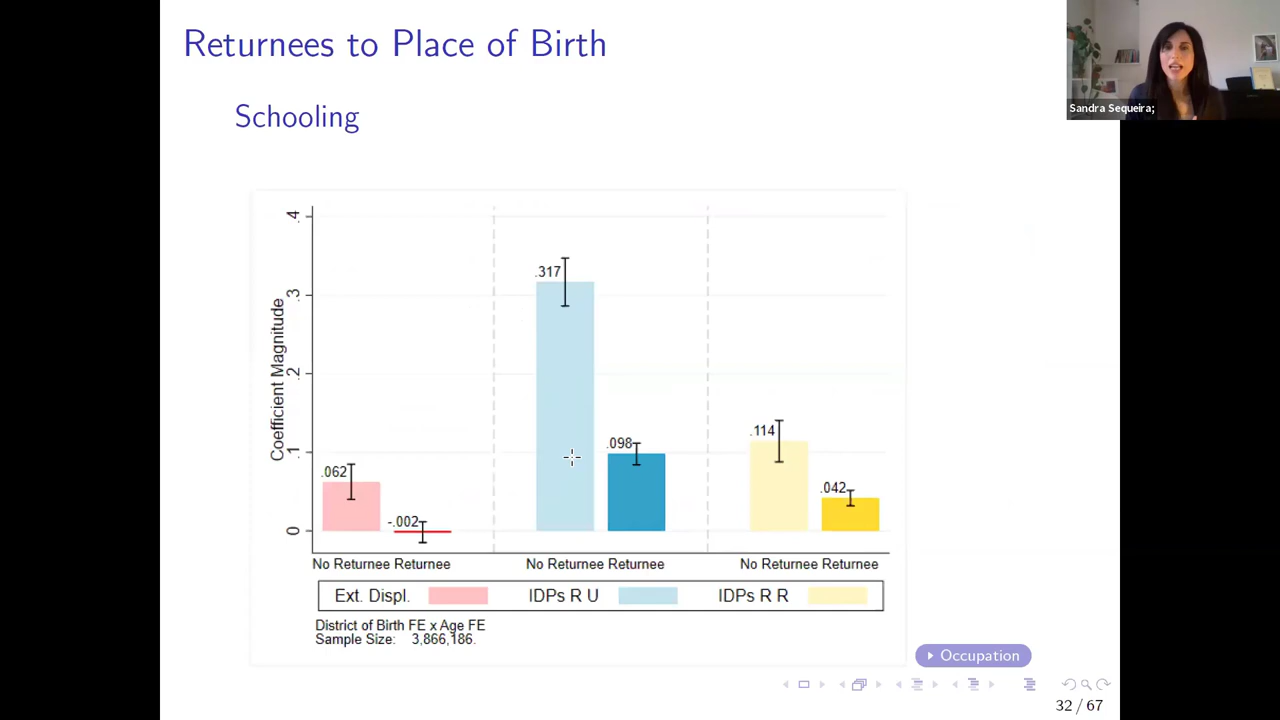 Returnees to Place of Birth
Sandra Sequeira;
Schooling
Coefficient Magnitude
.4
.3
.2
.1
0
.062
-.002
.317
.098
.114
.042
No Returnee Returnee No Returnee Returnee No Returnee Returnee
Ext. Displ. IDPs R U IDPs R R
District of Birth FE x Age FE
Sample Size: 3,866,186.
Occupation
32 / 67